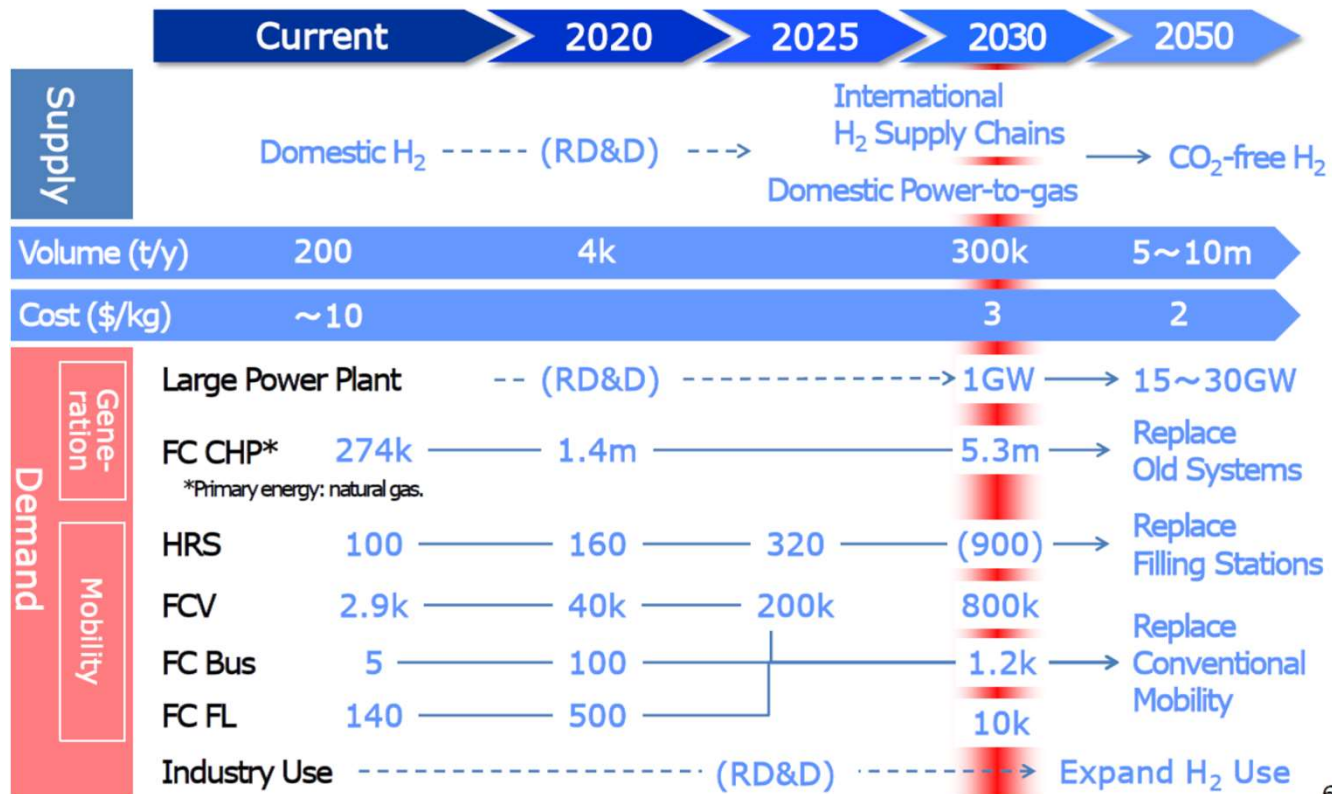 Current 2020 2025 2030 2050
Supply
Domestic H₂ (RD&D) International
H₂ Supply Chains
Domestic Power-to-gas
CO₂-free H₂
Volume (t/y) 200 4k 300k 5～10m
Cost ($/kg) ～10 3 2
Demand
Gene-
ration
Large Power Plant (RD&D) 1GW 15～30GW
FC CHP* 274k 1.4m 5.3m Replace
Old Systems
*Primary energy: natural gas.
Mobility
HRS 100 160 320 (900) Replace
Filling Stations
FCV 2.9k 40k 200k 800k
FC Bus 5 100 1.2k Replace
Conventional
Mobility
FC FL 140 500 10k
Industry Use (RD&D) Expand H₂ Use